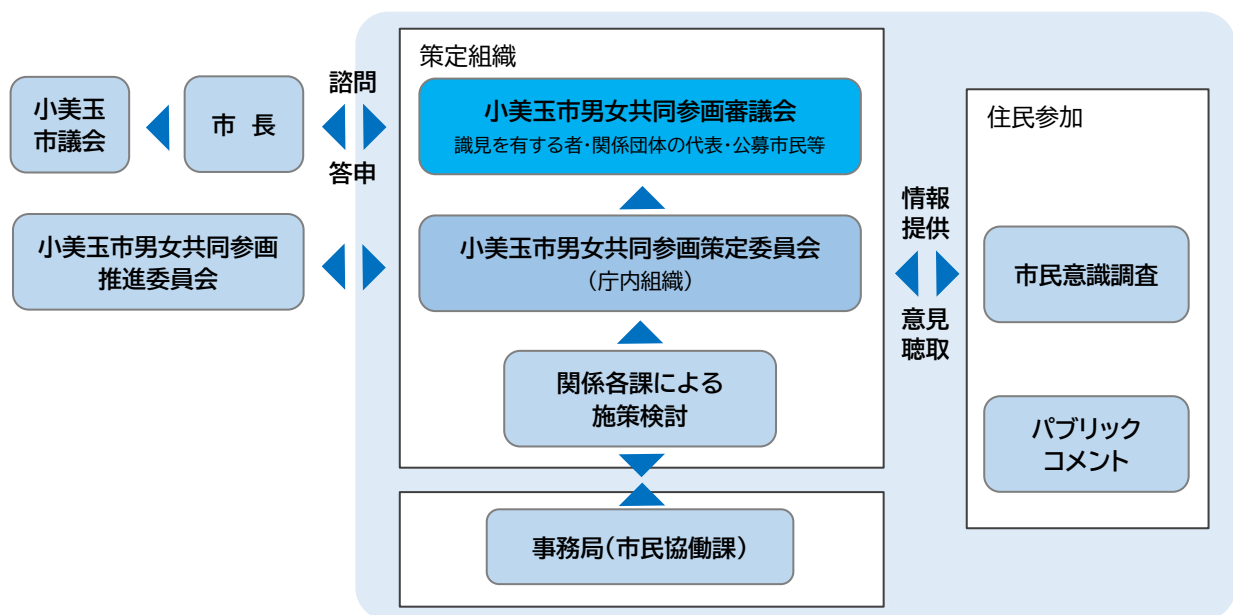 小美玉
市議会
市 長
諮問
答申
小美玉市男女共同参画
推進委員会
策定組織
小美玉市男女共同参画審議会
識見を有する者・関係団体の代表・公募市民等
小美玉市男女共同参画策定委員会
（庁内組織）
関係各課による
施策検討
事務局（市民協働課）
情報
提供
意見
聴取
住民参加
市民意識調査
パブリック
コメント